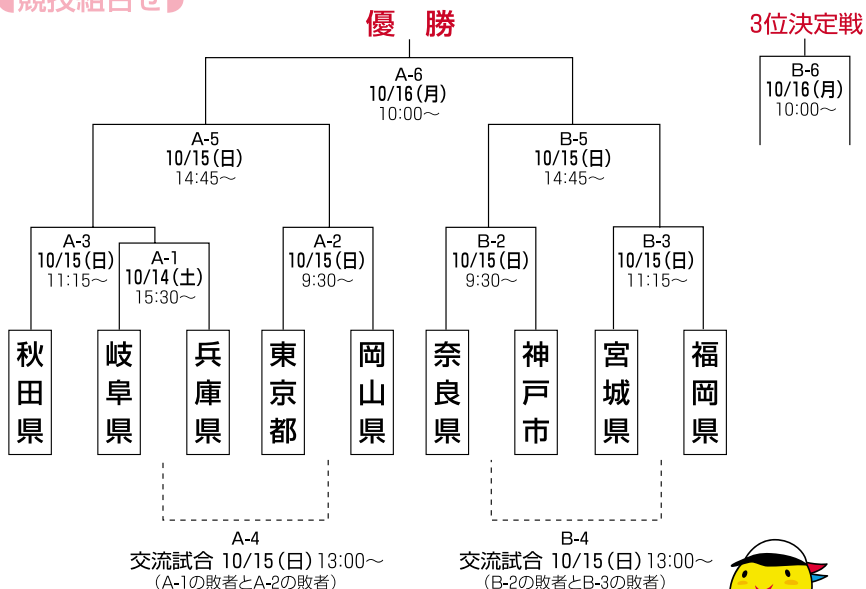 【競技組合せ】
優　勝
3位決定戦
A-6
10/16(月)
10:00～
B-6
10/16(月)
10:00～
A-5
10/15(日)
14:45～
B-5
10/15(日)
14:45～
A-3
10/15(日)
11:15～
A-1
10/14(土)
15:30～
A-2
10/15(日)
9:30～
B-2
10/15(日)
9:30～
B-3
10/15(日)
11:15～
秋田県
岐阜県
兵庫県
東京都
岡山県
奈良県
神戸市
宮城県
福岡県
A-4
交流試合 10/15(日)13:00～
(A-1の敗者とA-2の敗者)
B-4
交流試合 10/15(日)13:00～
(B-2の敗者とB-3の敗者)